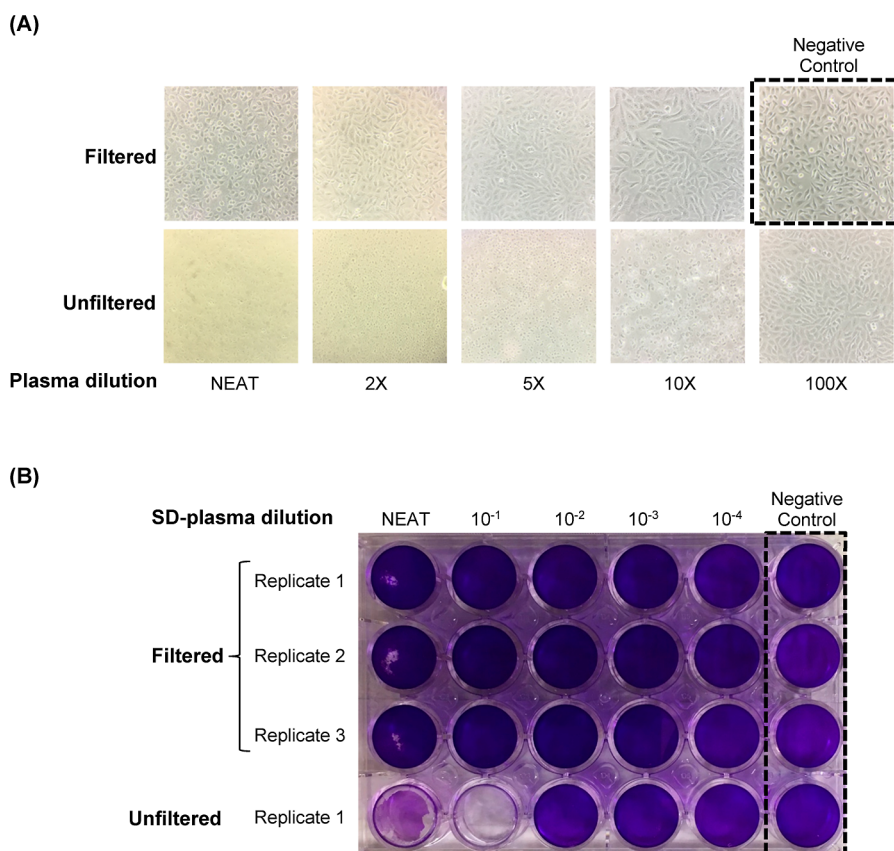 (A)
Negative
Control
Filtered
Unfiltered
Plasma dilution NEAT 2X 5X 10X 100X
(B)
SD-plasma dilution NEAT 10⁻¹ 10⁻² 10⁻³ 10⁻⁴ Negative
Control
Replicate 1
Filtered Replicate 2
Replicate 3
Unfiltered Replicate 1